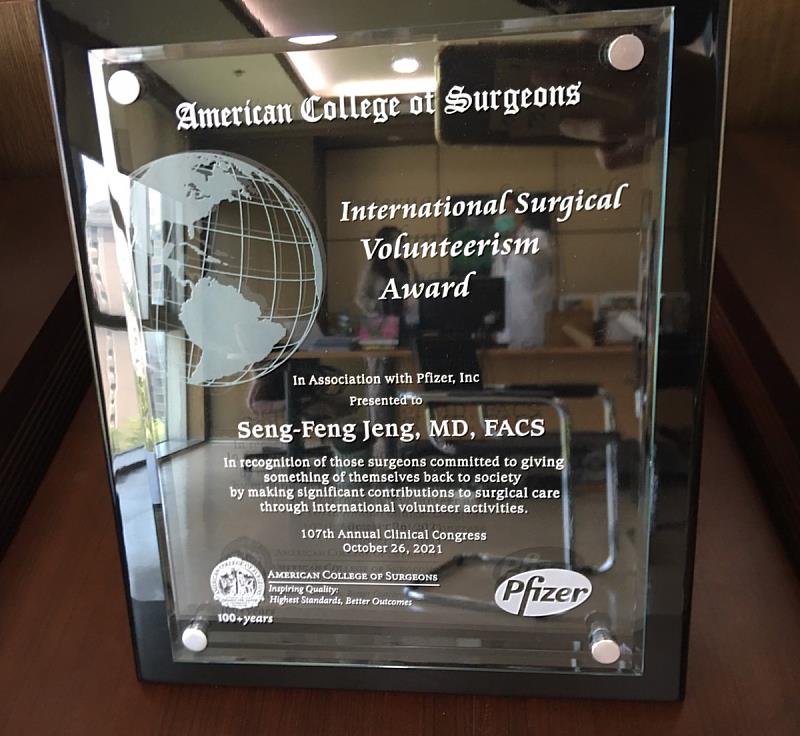 American College of Surgeons
International Surgical
Volunteerism
Award
In Association with Pfizer, Inc
Presented to
Seng-Feng Jeng, MD, FACS
In recognition of those surgeons committed to giving
something of themselves back to society
by making significant contributions to surgical care
through international volunteer activities.
107th Annual Clinical Congress
October 26, 2021
AMERICAN COLLEGE OF SURGEONS
Inspiring Quality:
Highest Standards, Better Outcomes
100+years
Pfizer